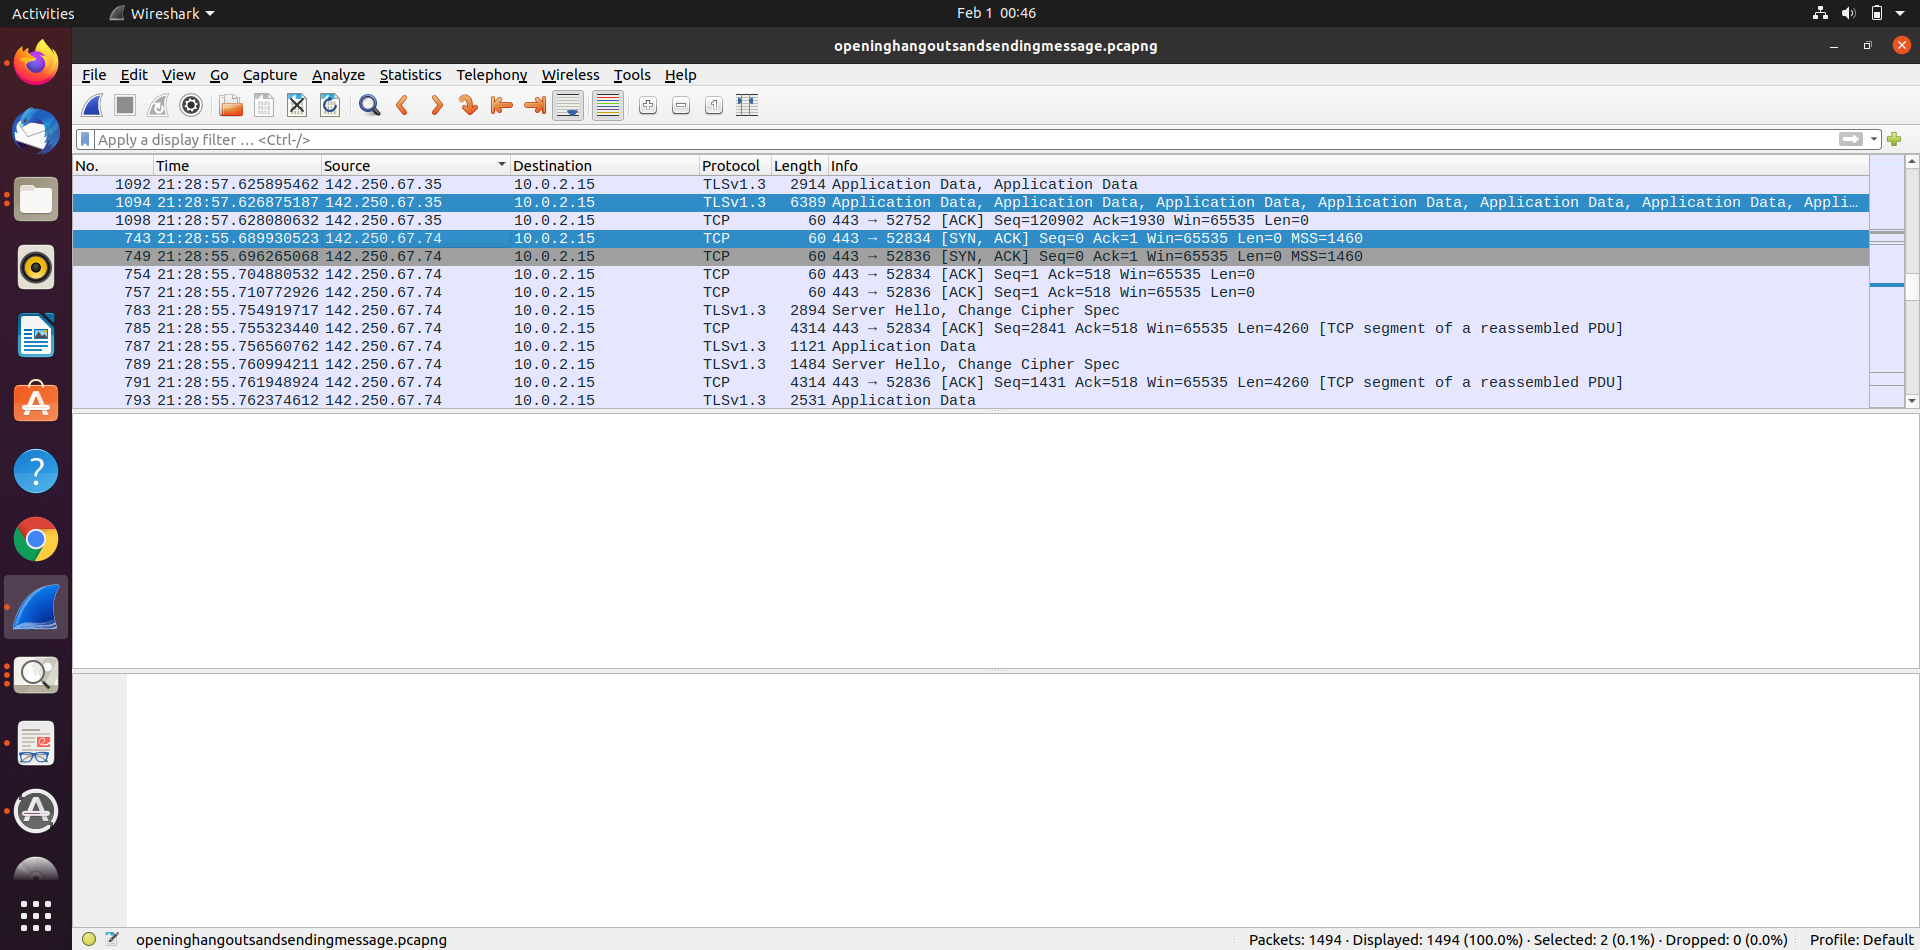 Activities Wireshark Feb 1 00:46
openinghangoutsandsendingmessage.pcapng
File Edit View Go Capture Analyze Statistics Telephony Wireless Tools Help
Apply a display filter … <Ctrl-/>
No. Time Source Destination Protocol Length Info
1092 21:28:57.625895462 142.250.67.35 10.0.2.15 TLSv1.3 2914 Application Data, Application Data
1094 21:28:57.626875187 142.250.67.35 10.0.2.15 TLSv1.3 6389 Application Data, Application Data, Application Data, Application Data, Application Data, Application Data, Appli…
1098 21:28:57.628080632 142.250.67.35 10.0.2.15 TCP 60 443 → 52752 [ACK] Seq=120902 Ack=1930 Win=65535 Len=0
743 21:28:55.689930523 142.250.67.74 10.0.2.15 TCP 60 443 → 52834 [SYN, ACK] Seq=0 Ack=1 Win=65535 Len=0 MSS=1460
749 21:28:55.696265068 142.250.67.74 10.0.2.15 TCP 60 443 → 52836 [SYN, ACK] Seq=0 Ack=1 Win=65535 Len=0 MSS=1460
754 21:28:55.704880532 142.250.67.74 10.0.2.15 TCP 60 443 → 52834 [ACK] Seq=1 Ack=518 Win=65535 Len=0
757 21:28:55.710772926 142.250.67.74 10.0.2.15 TCP 60 443 → 52836 [ACK] Seq=1 Ack=518 Win=65535 Len=0
783 21:28:55.754919717 142.250.67.74 10.0.2.15 TLSv1.3 2894 Server Hello, Change Cipher Spec
785 21:28:55.755323440 142.250.67.74 10.0.2.15 TCP 4314 443 → 52834 [ACK] Seq=2841 Ack=518 Win=65535 Len=4260 [TCP segment of a reassembled PDU]
787 21:28:55.756560762 142.250.67.74 10.0.2.15 TLSv1.3 1121 Application Data
789 21:28:55.760994211 142.250.67.74 10.0.2.15 TLSv1.3 1484 Server Hello, Change Cipher Spec
791 21:28:55.761948924 142.250.67.74 10.0.2.15 TCP 4314 443 → 52836 [ACK] Seq=1431 Ack=518 Win=65535 Len=4260 [TCP segment of a reassembled PDU]
793 21:28:55.762374612 142.250.67.74 10.0.2.15 TLSv1.3 2531 Application Data
openinghangoutsandsendingmessage.pcapng Packets: 1494 · Displayed: 1494 (100.0%) · Selected: 2 (0.1%) · Dropped: 0 (0.0%) Profile: Default